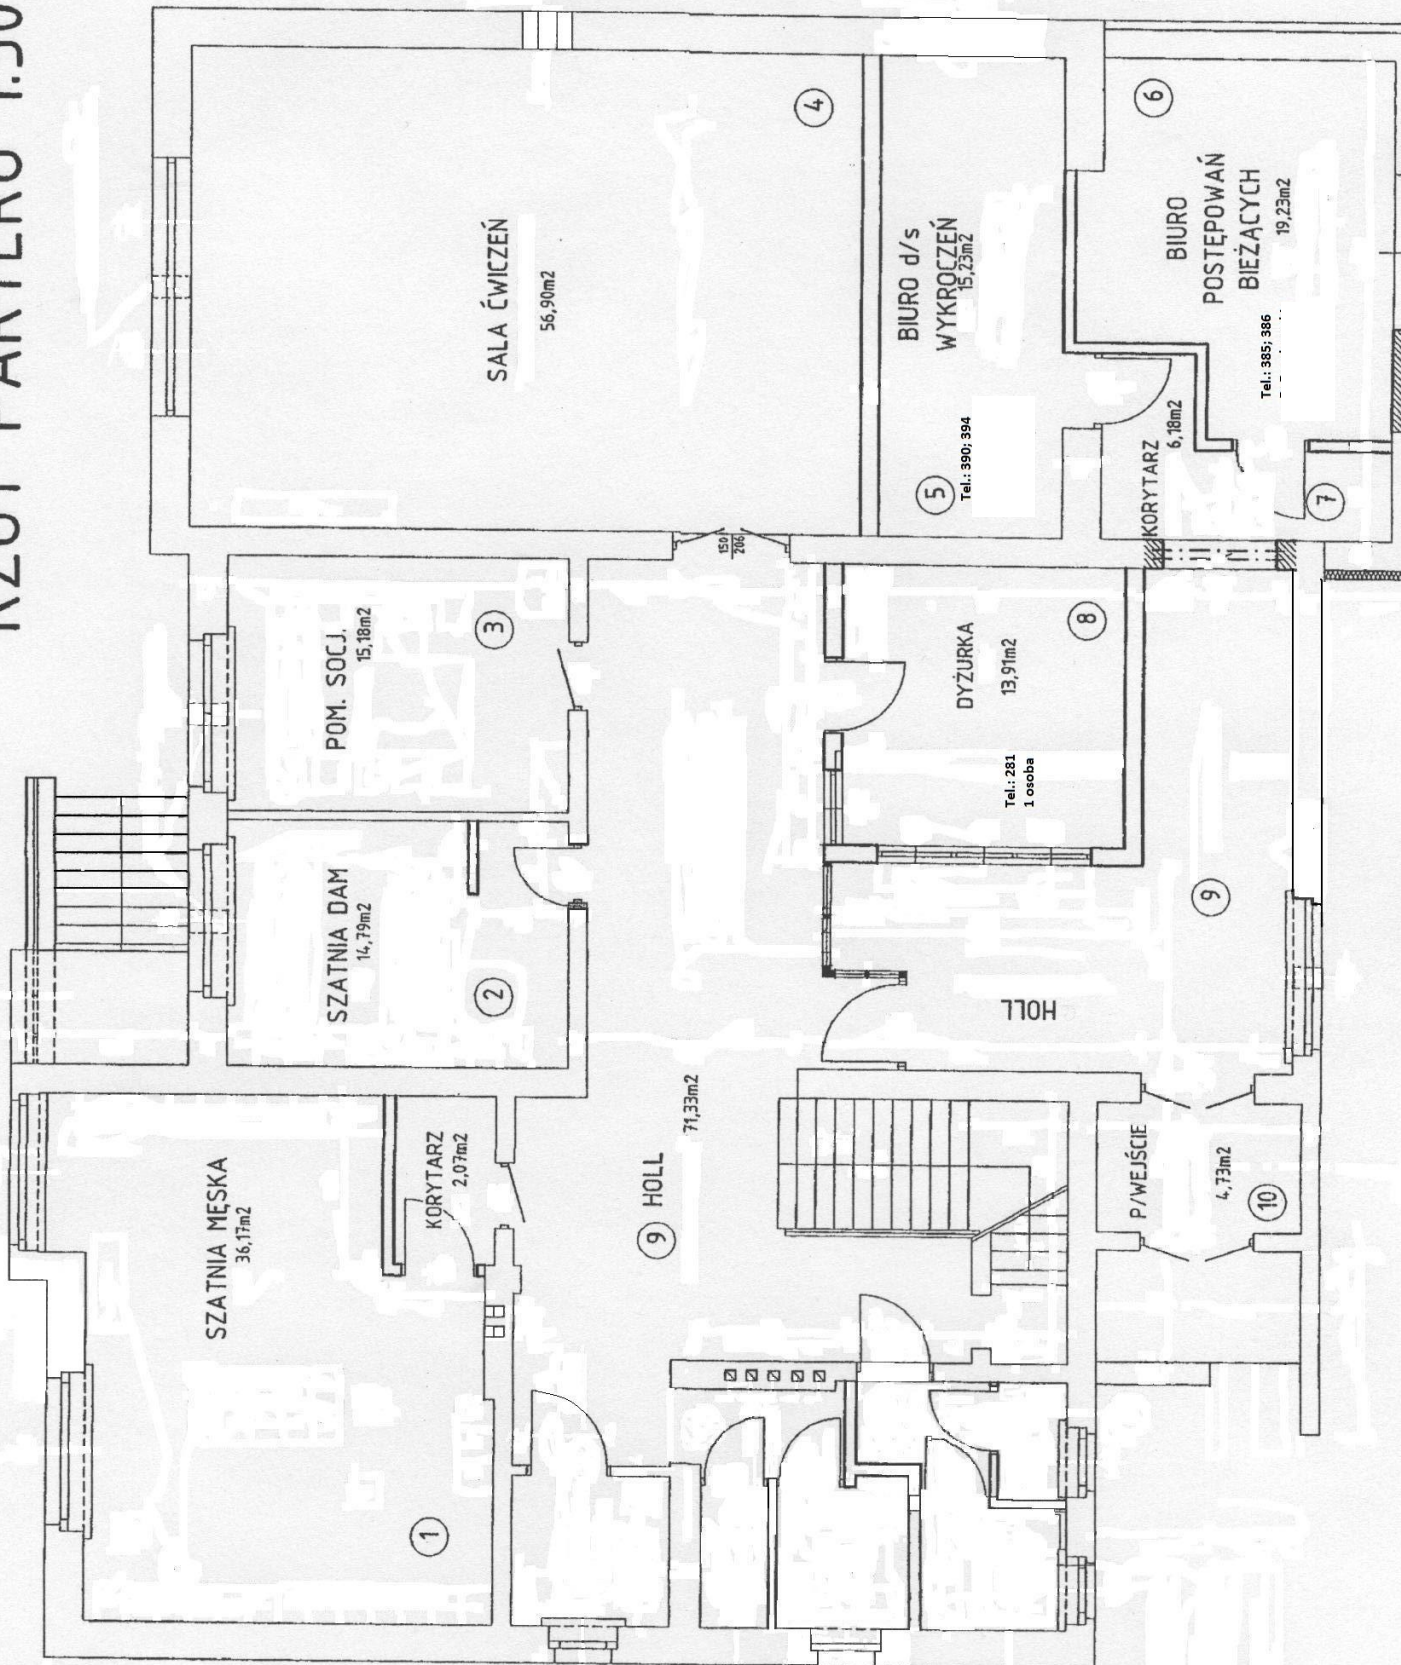 RZUT PARTERU 1:50
SZATNIA MĘSKA
36,17m2
1
KORYTARZ
2,07m2
SZATNIA DAM
14,79m2
2
POM. SOCJ.
15,18m2
3
SALA ĆWICZEŃ
56,90m2
4
150
206
9 HOLL
71,33m2
BIURO d/s
WYKROCZEŃ
15,23m2
5
Tel.: 390; 394
DYŻURKA
13,91m2
8
Tel.: 281
1 osoba
HOLL
9
KORYTARZ
6,18m2
BIURO
POSTĘPOWAŃ
BIEŻĄCYCH
19,23m2
6
Tel.: 385; 386
7
P/WEJŚCIE
4,73m2
10